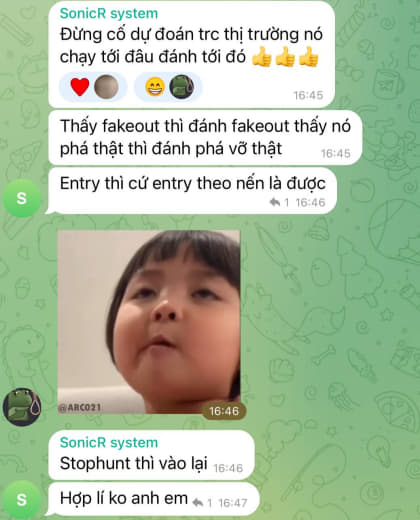 SonicR system
Đừng cố dự đoán trc thị trường nó
chạy tới đâu đánh tới đó 👍👍👍
16:45
Thấy fakeout thì đánh fakeout thấy nó
phá thật thì đánh phá vỡ thật
16:45
Entry thì cứ entry theo nến là được
1 16:46
S
@ARCO21
16:46
SonicR system
Stophunt thì vào lại 16:46
Hợp lí ko anh em 1 16:47
S